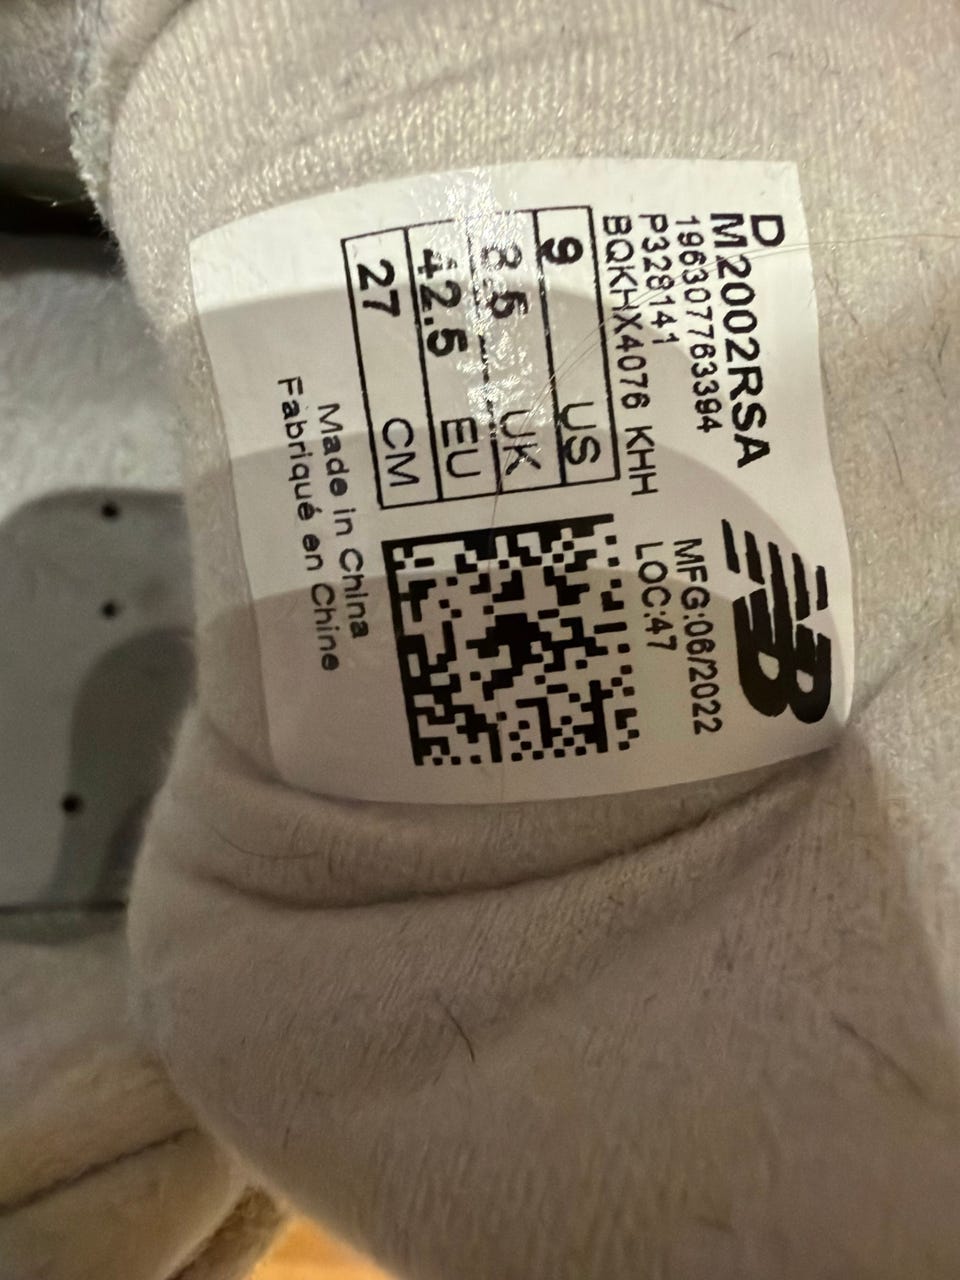 D
M2002RSA
196307763394
P328141
BQKHX4076 KHH
MFG:06/2022
LOC:47
9 US
8.5 UK
42.5 EU
27 CM
Made in China
Fabriqué en Chine
NB